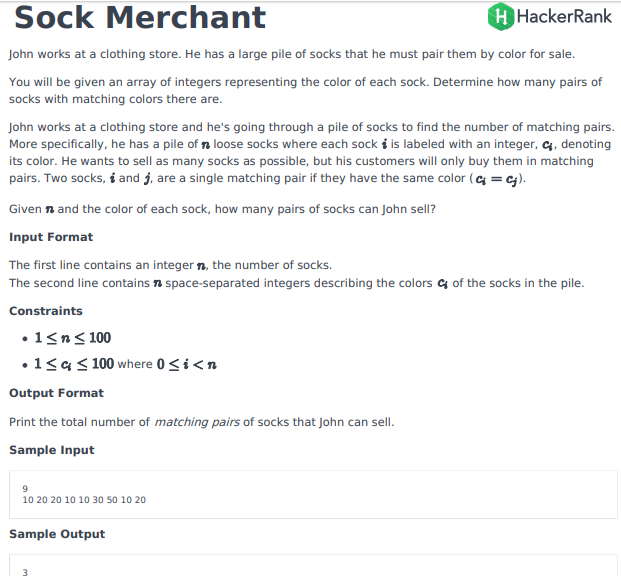 Sock Merchant
H HackerRank
John works at a clothing store. He has a large pile of socks that he must pair them by color for sale.
You will be given an array of integers representing the color of each sock. Determine how many pairs of
socks with matching colors there are.
John works at a clothing store and he's going through a pile of socks to find the number of matching pairs.
More specifically, he has a pile of n loose socks where each sock i is labeled with an integer, cᵢ, denoting
its color. He wants to sell as many socks as possible, but his customers will only buy them in matching
pairs. Two socks, i and j, are a single matching pair if they have the same color (cᵢ = cⱼ).
Given n and the color of each sock, how many pairs of socks can John sell?
Input Format
The first line contains an integer n, the number of socks.
The second line contains n space-separated integers describing the colors cᵢ of the socks in the pile.
Constraints
• 1 ≤ n ≤ 100
• 1 ≤ cᵢ ≤ 100 where 0 ≤ i < n
Output Format
Print the total number of matching pairs of socks that John can sell.
Sample Input
9
10 20 20 10 10 30 50 10 20
Sample Output
3